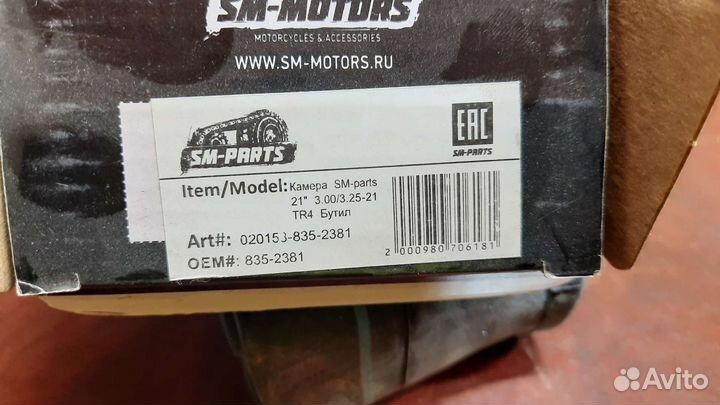 SM-MOTORS
MOTORCYCLES & ACCESSORIES
WWW.SM-MOTORS.RU
SM-PARTS
EAC
SM-PARTS
Item/Model: Камера SM-parts
21" 3.00/3.25-21
TR4 Бутил
Art#: 020153-835-2381
OEM#: 835-2381
2 000980 706181
Avito